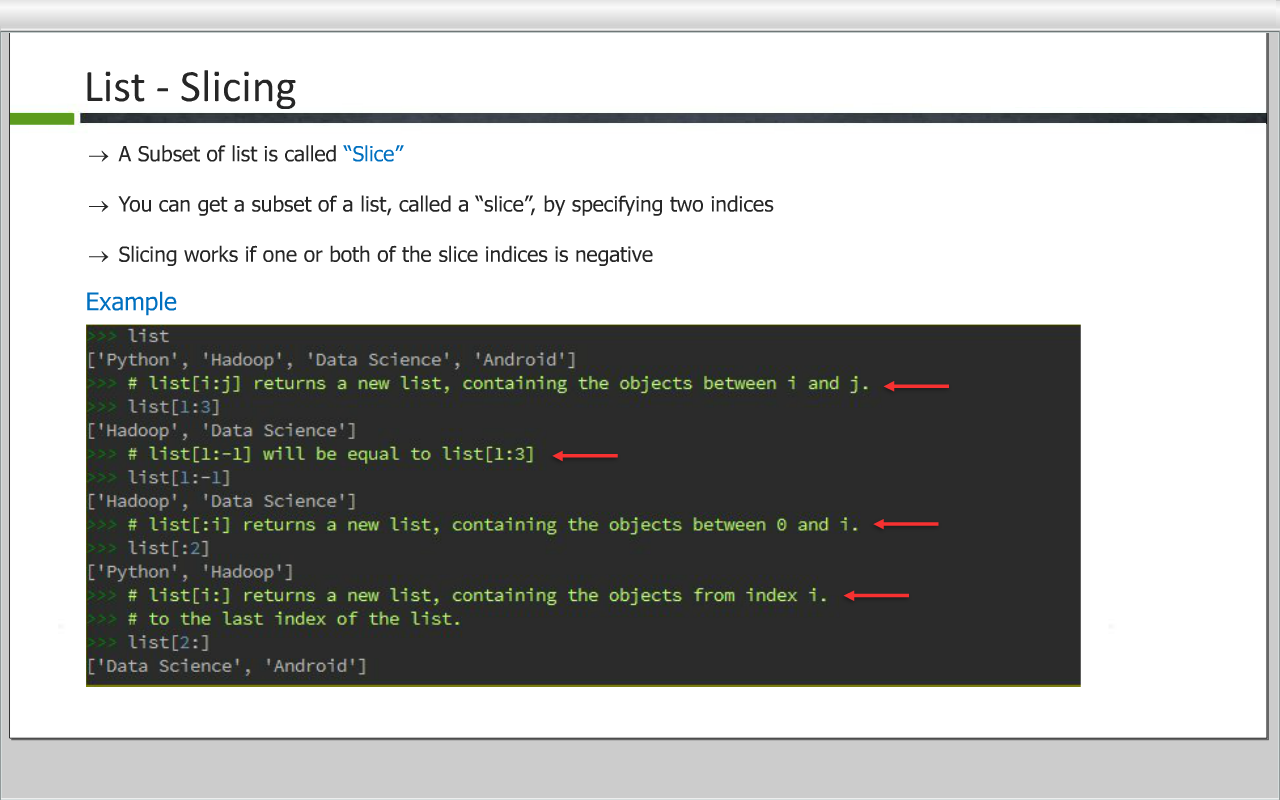 List - Slicing
→ A Subset of list is called “Slice”
→ You can get a subset of a list, called a “slice”, by specifying two indices
→ Slicing works if one or both of the slice indices is negative
Example
>>> list
['Python', 'Hadoop', 'Data Science', 'Android']
>>> # list[i:j] returns a new list, containing the objects between i and j.
>>> list[1:3]
['Hadoop', 'Data Science']
>>> # list[1:-1] will be equal to list[1:3]
>>> list[1:-1]
['Hadoop', 'Data Science']
>>> # list[:i] returns a new list, containing the objects between 0 and i.
>>> list[:2]
['Python', 'Hadoop']
>>> # list[i:] returns a new list, containing the objects from index i.
>>> # to the last index of the list.
>>> list[2:]
['Data Science', 'Android']